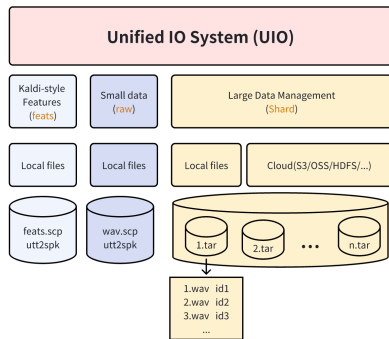 Unified IO System (UIO)
Kaldi-style
Features
(feats)
Small data
(raw)
Large Data Management
(Shard)
Local files
Local files
Local files
Cloud(S3/OSS/HDFS/...)
feats.scp
utt2spk
wav.scp
utt2spk
1.tar
2.tar
...
n.tar
1.wav id1
2.wav id2
3.wav id3
...